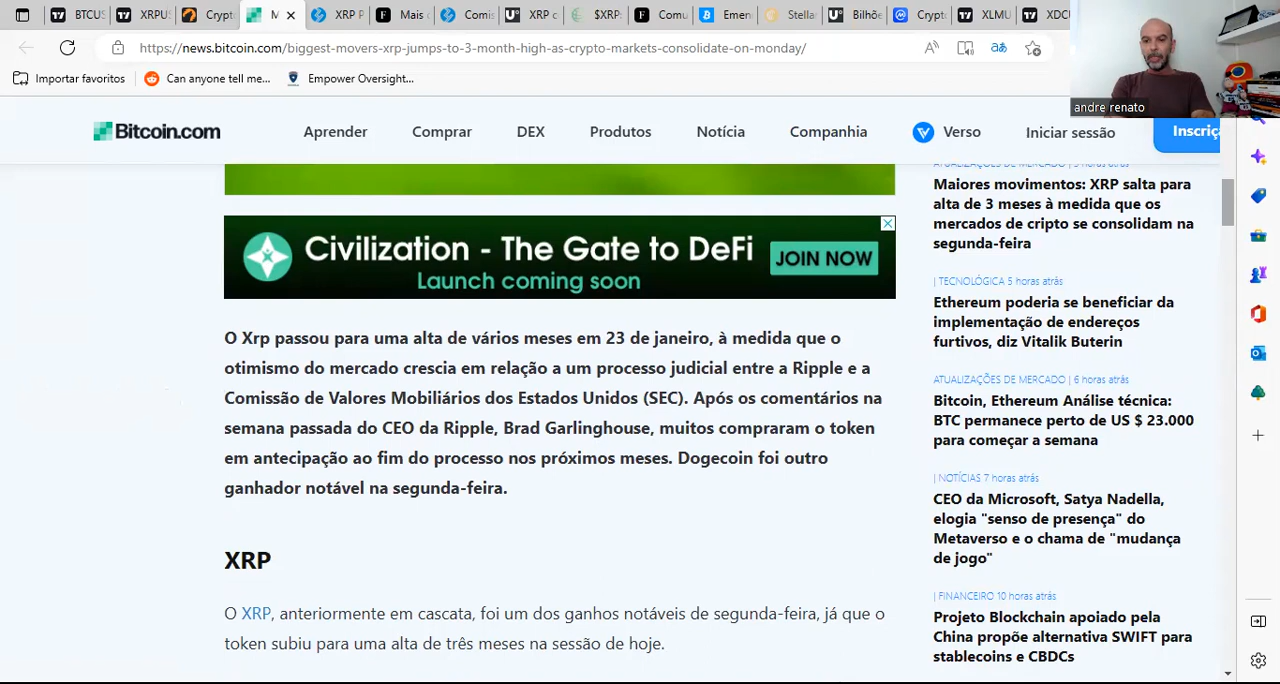 BTCUS
XRPUS
Crypto
M
XRP P
Mais c
Comis
XRP c
$XRP:
Comu
Emen
Stella
Bilhõe
Crypt
XLMU
XDCU
https://news.bitcoin.com/biggest-movers-xrp-jumps-to-3-month-high-as-crypto-markets-consolidate-on-monday/
Importar favoritos
Can anyone tell me...
Empower Oversight...
andre renato
Bitcoin.com
Aprender
Comprar
DEX
Produtos
Notícia
Companhia
Verso
Iniciar sessão
Inscriç
Civilization - The Gate to DeFi
Launch coming soon
JOIN NOW
O Xrp passou para uma alta de vários meses em 23 de janeiro, à medida que o
otimismo do mercado crescia em relação a um processo judicial entre a Ripple e a
Comissão de Valores Mobiliários dos Estados Unidos (SEC). Após os comentários na
semana passada do CEO da Ripple, Brad Garlinghouse, muitos compraram o token
em antecipação ao fim do processo nos próximos meses. Dogecoin foi outro
ganhador notável na segunda-feira.
XRP
O XRP, anteriormente em cascata, foi um dos ganhos notáveis de segunda-feira, já que o
token subiu para uma alta de três meses na sessão de hoje.
ATUALIZAÇÕES DE MERCADO | 5 horas atrás
Maiores movimentos: XRP salta
para alta de 3 meses à medida que os
mercados de cripto se consolidam na
segunda-feira
| TECNOLÓGICA 5 horas atrás
Ethereum poderia se beneficiar da
implementação de endereços
furtivos, diz Vitalik Buterin
ATUALIZAÇÕES DE MERCADO | 6 horas atrás
Bitcoin, Ethereum Análise técnica:
BTC permanece perto de US $ 23.000
para começar a semana
| NOTÍCIAS 7 horas atrás
CEO da Microsoft, Satya Nadella,
elogia "senso de presença" do
Metaverso e o chama de "mudança
de jogo"
| FINANCEIRO 10 horas atrás
Projeto Blockchain apoiado pela
China propõe alternativa SWIFT para
stablecoins e CBDCs